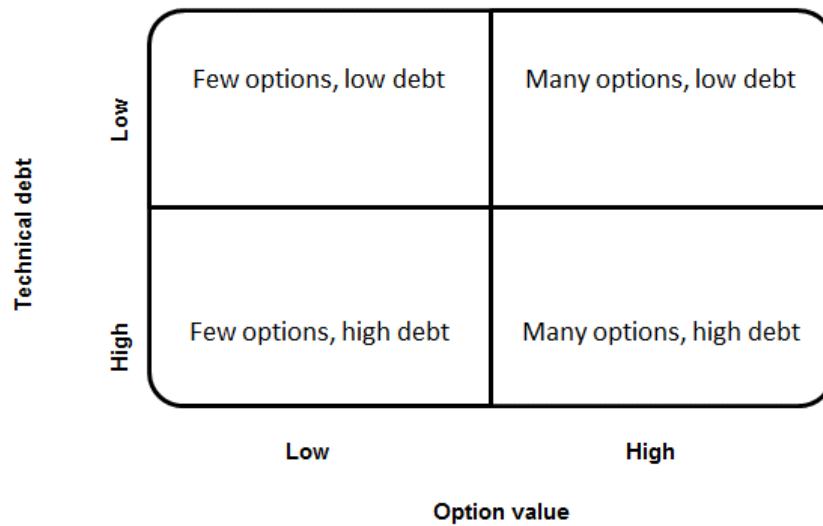 Few options, low debt
Many options, low debt
Low
Technical debt
Few options, high debt
Many options, high debt
High
Low
High
Option value